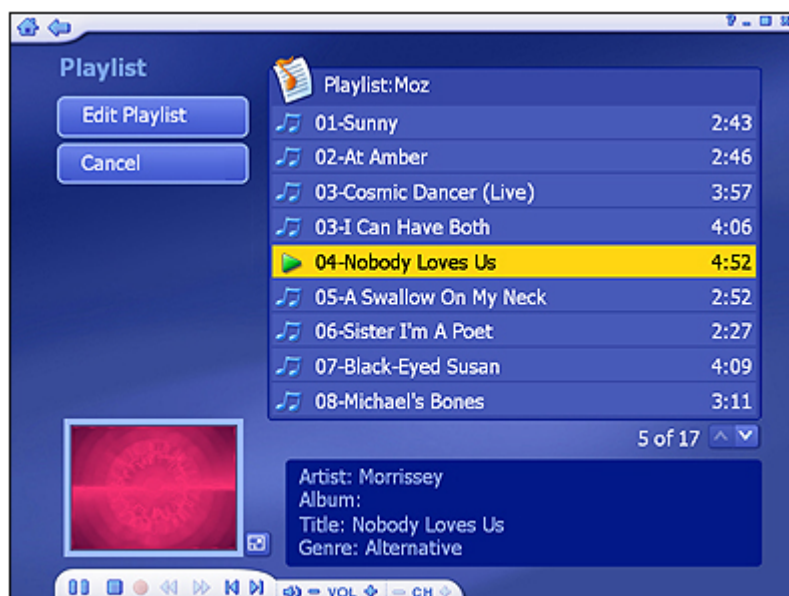 Playlist
Edit Playlist
Cancel
Playlist:Moz
01-Sunny 2:43
02-At Amber 2:46
03-Cosmic Dancer (Live) 3:57
03-I Can Have Both 4:06
04-Nobody Loves Us 4:52
05-A Swallow On My Neck 2:52
06-Sister I'm A Poet 2:27
07-Black-Eyed Susan 4:09
08-Michael's Bones 3:11
5 of 17
Artist: Morrissey
Album:
Title: Nobody Loves Us
Genre: Alternative
VOL CH